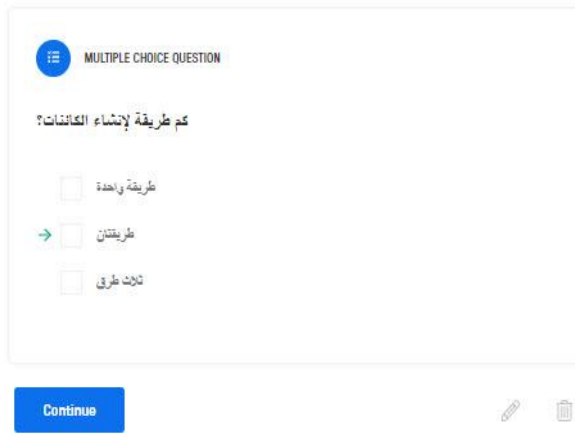 MULTIPLE CHOICE QUESTION
كم طريقة لإنشاء الكائنات؟
طريقة واحدة
طريقتان
ثلاث طرق
Continue